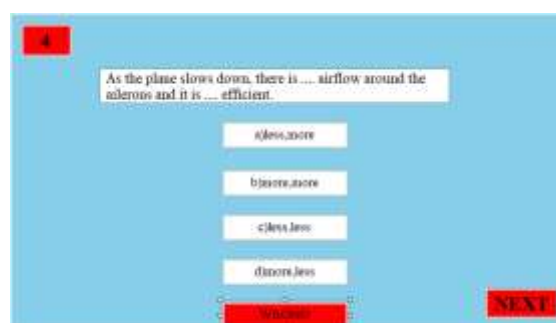 4
As the plane slows down, there is .... airflow around the
ailerons and it is .... efficient.
a)less,more
b)more,more
c)less,less
d)more,less
NEXT